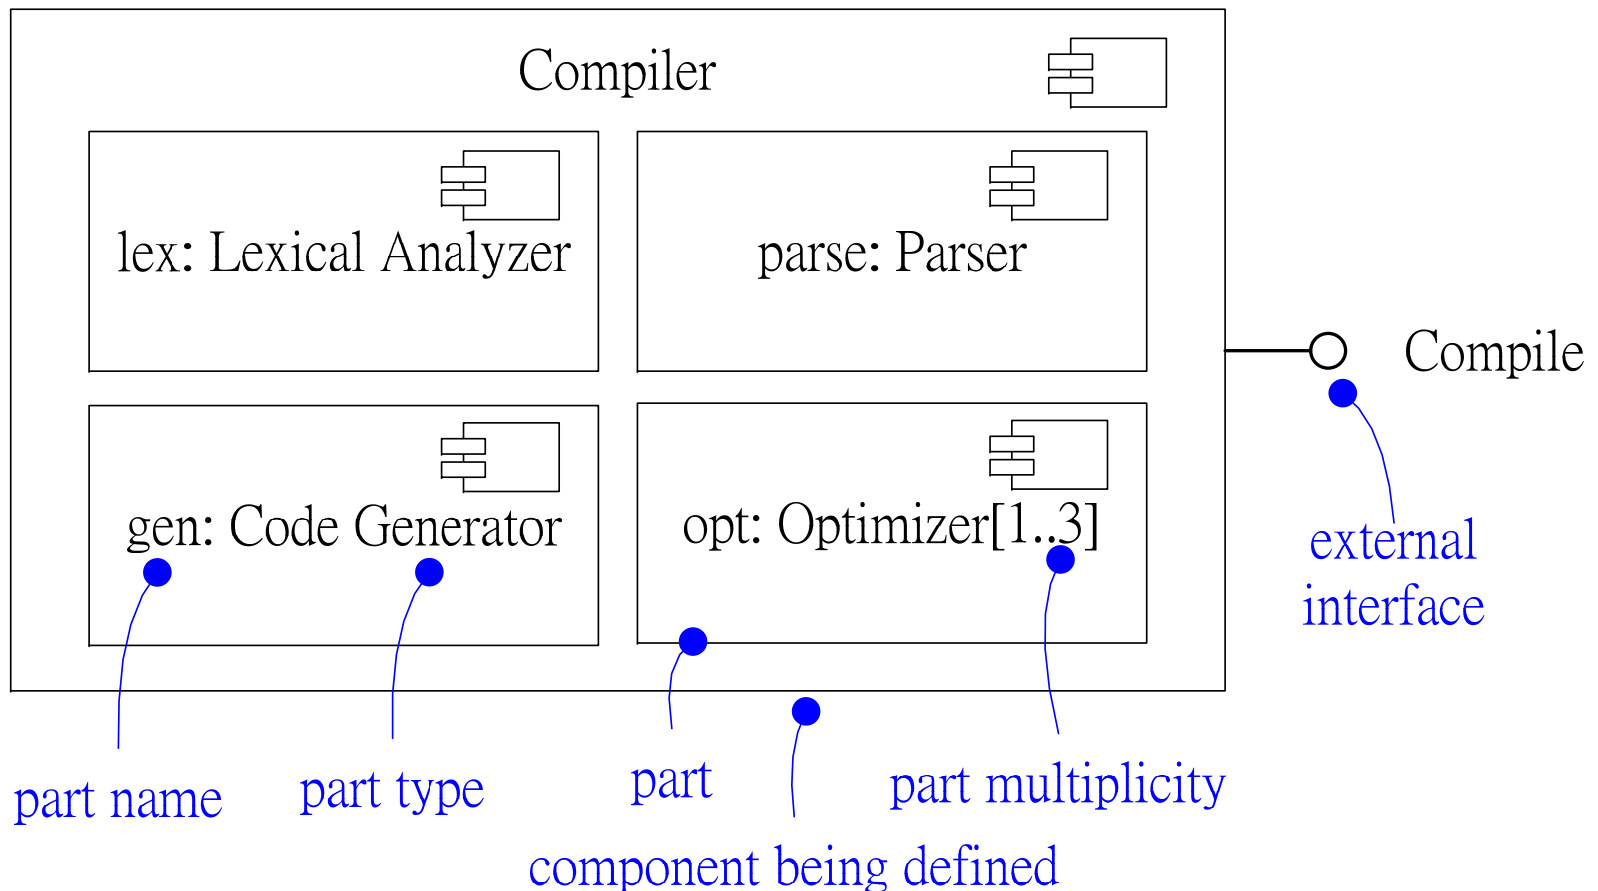 Compiler
lex: Lexical Analyzer
parse: Parser
Compile
gen: Code Generator
opt: Optimizer[1..3]
external
interface
part name
part type
part
part multiplicity
component being defined